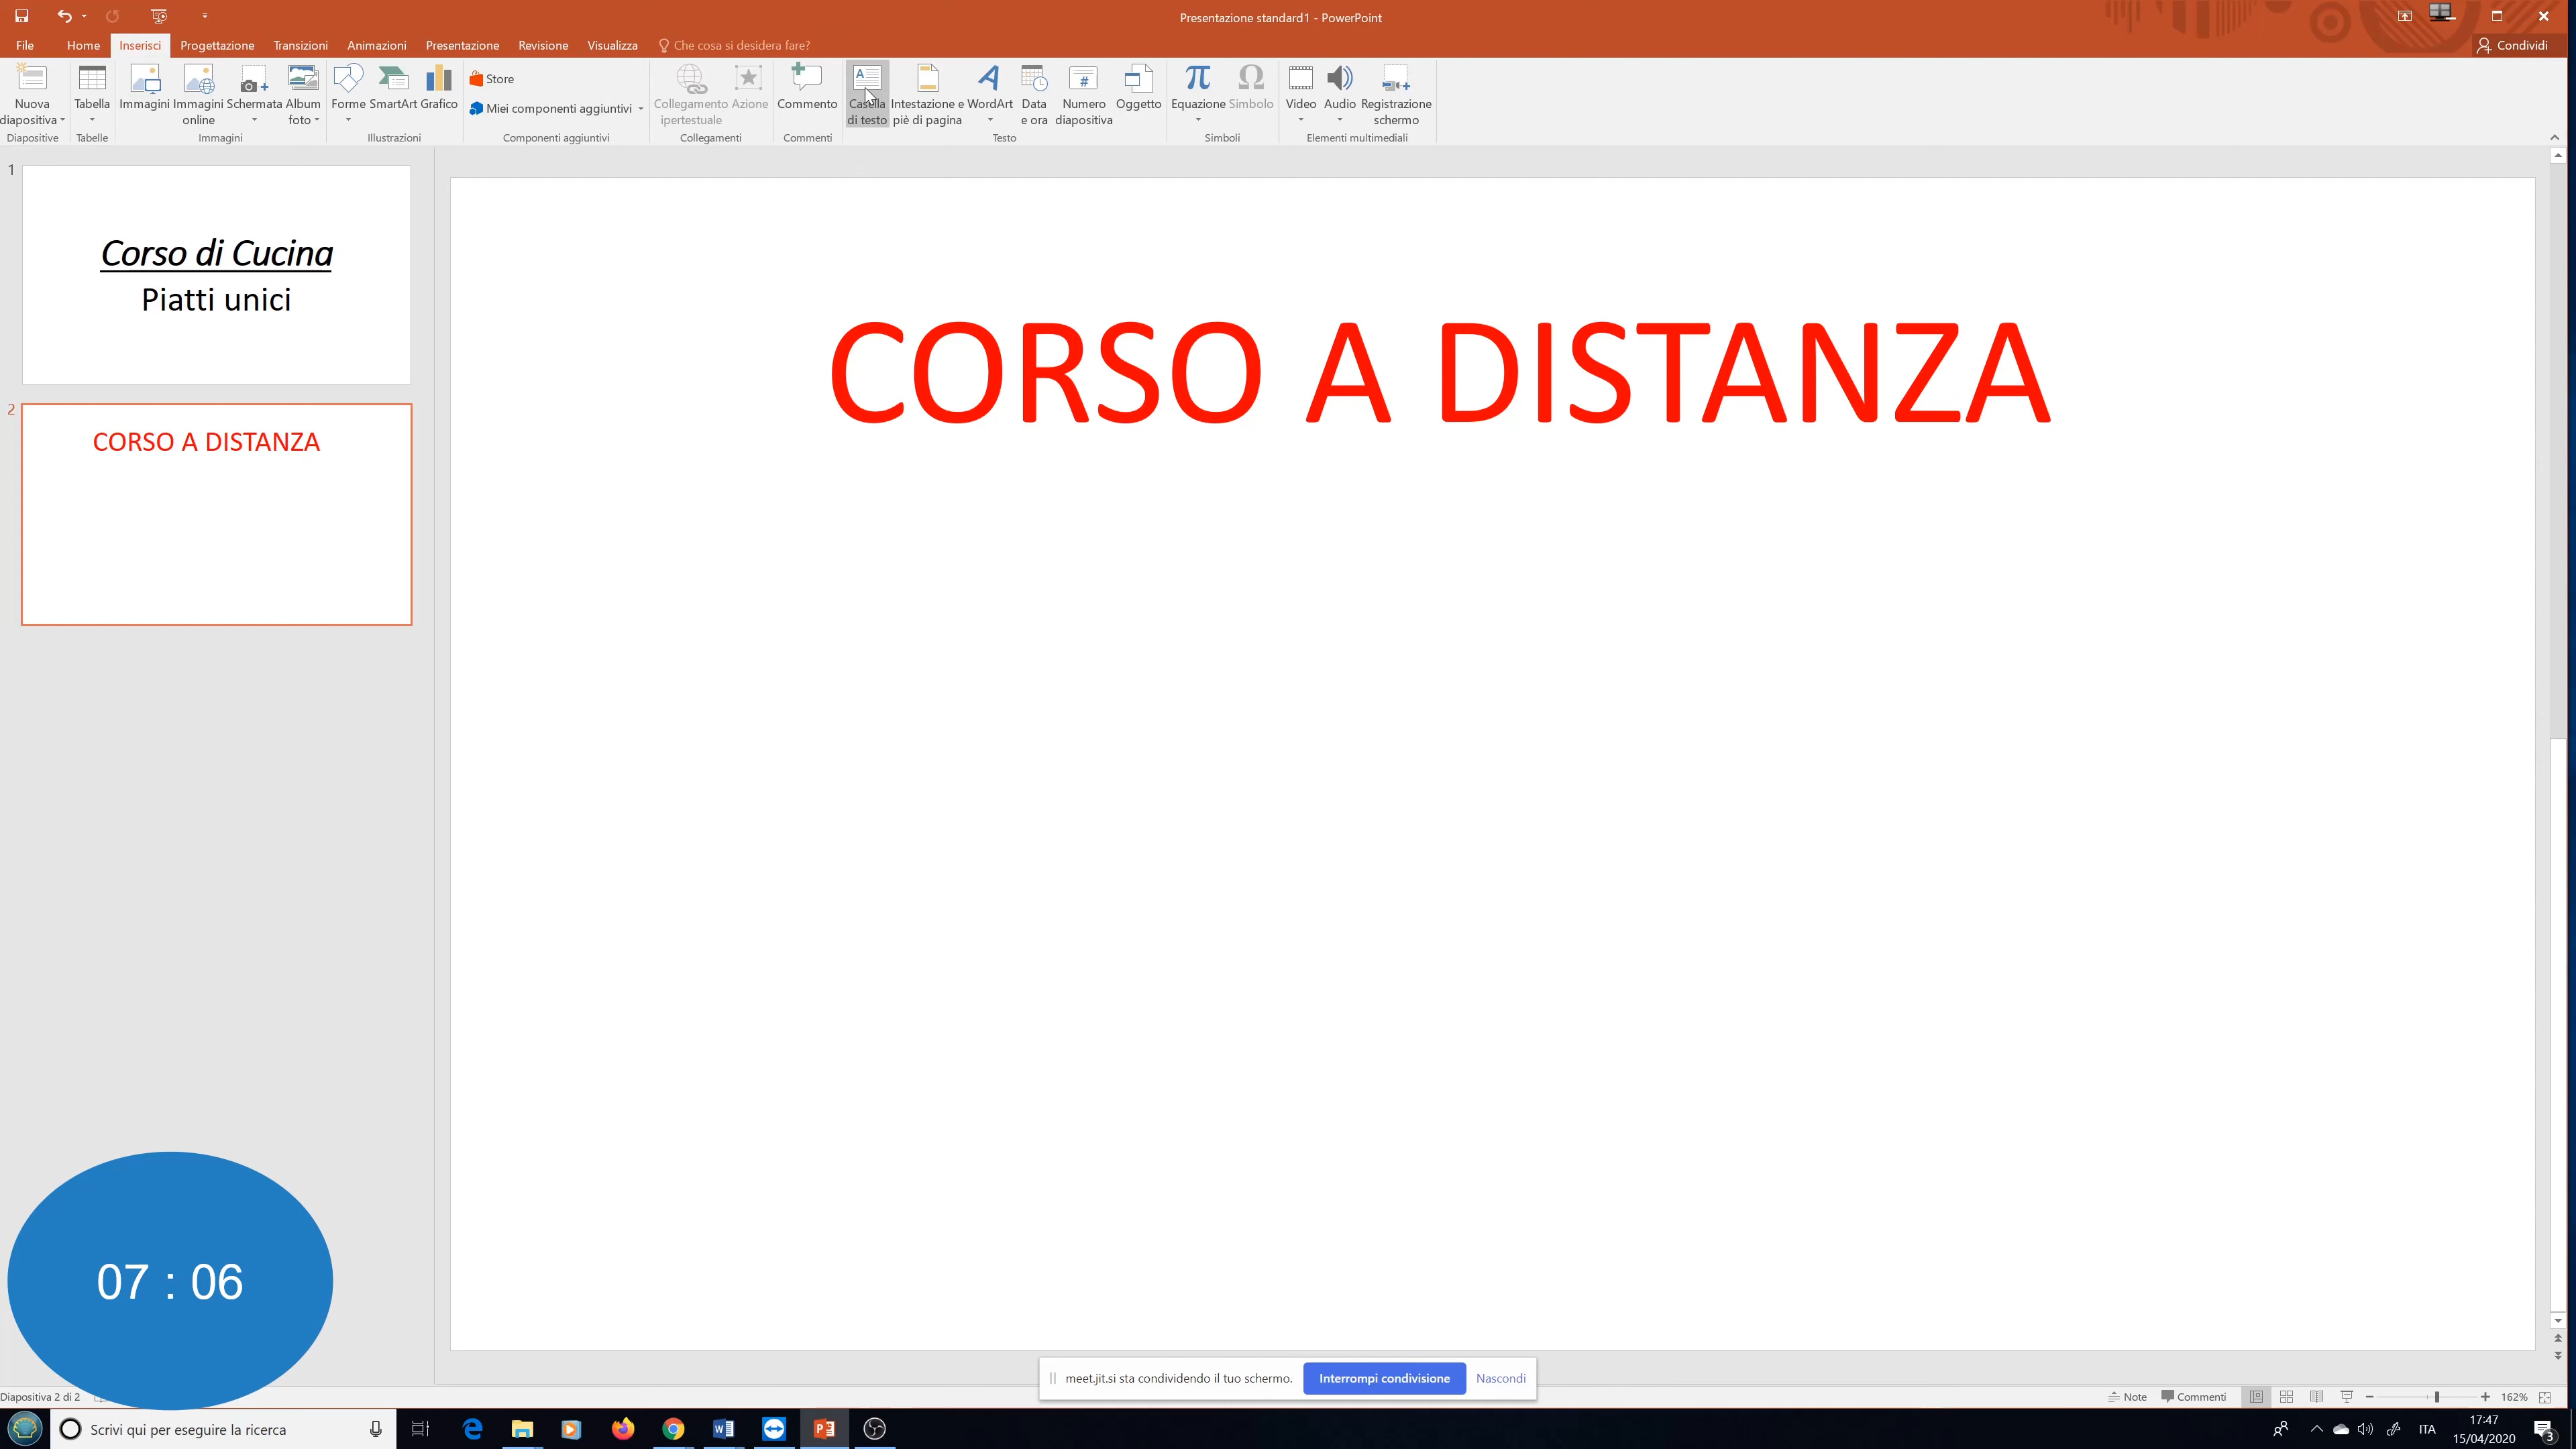 Presentazione standard1 - PowerPoint
File Home Inserisci Progettazione Transizioni Animazioni Presentazione Revisione Visualizza Che cosa si desidera fare? Condividi
Nuova diapositiva
Tabella
Immagini
Immagini online
Schermata
Album foto
Forme
SmartArt
Grafico
Store
Miei componenti aggiuntivi
Collegamento ipertestuale
Azione
Commento
Casella di testo
Intestazione e piè di pagina
WordArt
Data e ora
Numero diapositiva
Oggetto
Equazione
Simbolo
Video
Audio
Registrazione schermo
Diapositive Tabelle Immagini Illustrazioni Componenti aggiuntivi Collegamenti Commenti Testo Simboli Elementi multimediali
1
Corso di Cucina
Piatti unici
2
CORSO A DISTANZA
CORSO A DISTANZA
07 : 06
meet.jit.si sta condividendo il tuo schermo. Interrompi condivisione Nascondi
Diapositiva 2 di 2 Note Commenti 162%
Scrivi qui per eseguire la ricerca
ITA
17:47
15/04/2020
3